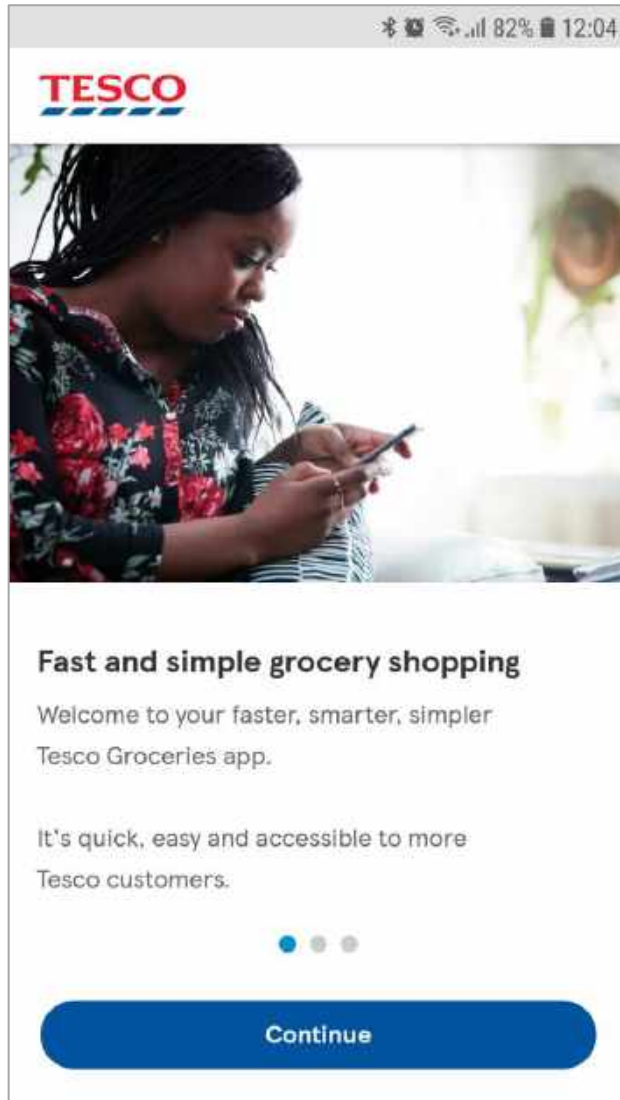 82% 12:04
TESCO
Fast and simple grocery shopping
Welcome to your faster, smarter, simpler
Tesco Groceries app.
It's quick, easy and accessible to more
Tesco customers.
Continue